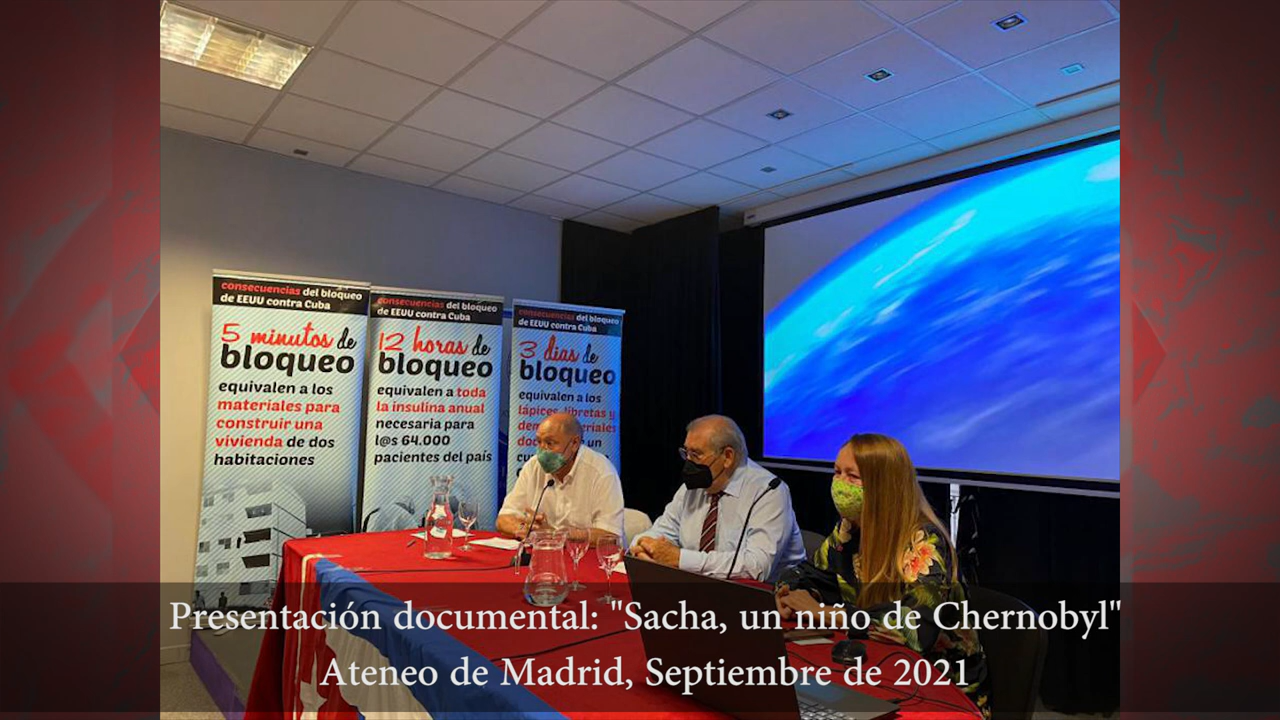 consecuencias del bloqueo
de EEUU contra Cuba
5 minutos de
bloqueo
equivalen a los
materiales para
construir una
vivienda de dos
habitaciones
consecuencias del bloqueo
de EEUU contra Cuba
12 horas de
bloqueo
equivalen a toda
la insulina anual
necesaria para
l@s 64.000
pacientes del país
consecuencias del bloqueo
de EEUU contra Cuba
3 días de
bloqueo
equivalen a los
lápices, libretas y
Presentación documental: "Sacha, un niño de Chernobyl"
Ateneo de Madrid, Septiembre de 2021